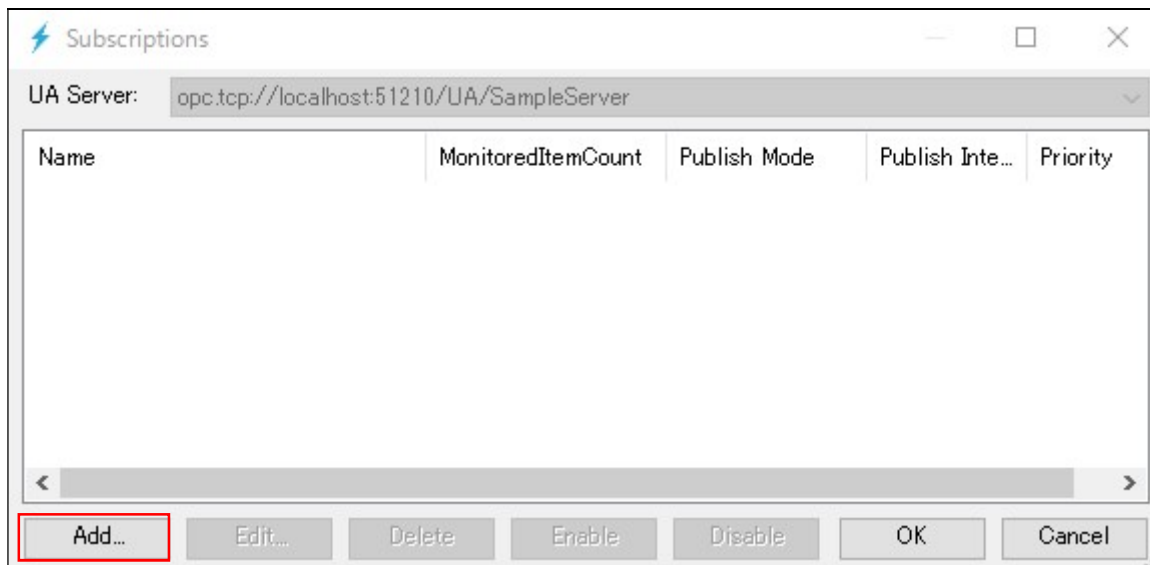 Subscriptions
UA Server: opc.tcp://localhost:51210/UA/SampleServer
Name MonitoredItemCount Publish Mode Publish Inte... Priority
Add... Edit... Delete Enable Disable OK Cancel